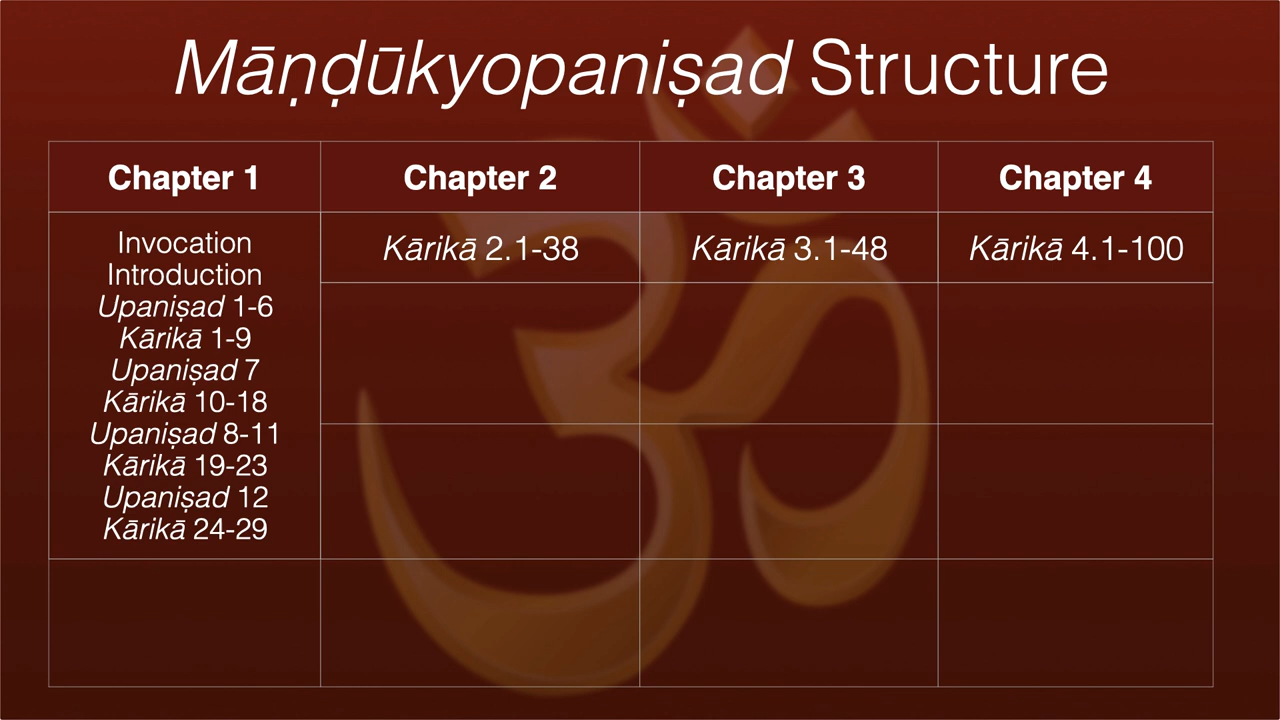 Māṇḍūkyopaniṣad Structure
Chapter 1
Chapter 2
Chapter 3
Chapter 4
Invocation
Introduction
Upaniṣad 1-6
Kārikā 1-9
Upaniṣad 7
Kārikā 10-18
Upaniṣad 8-11
Kārikā 19-23
Upaniṣad 12
Kārikā 24-29
Kārikā 2.1-38
Kārikā 3.1-48
Kārikā 4.1-100
ॐ